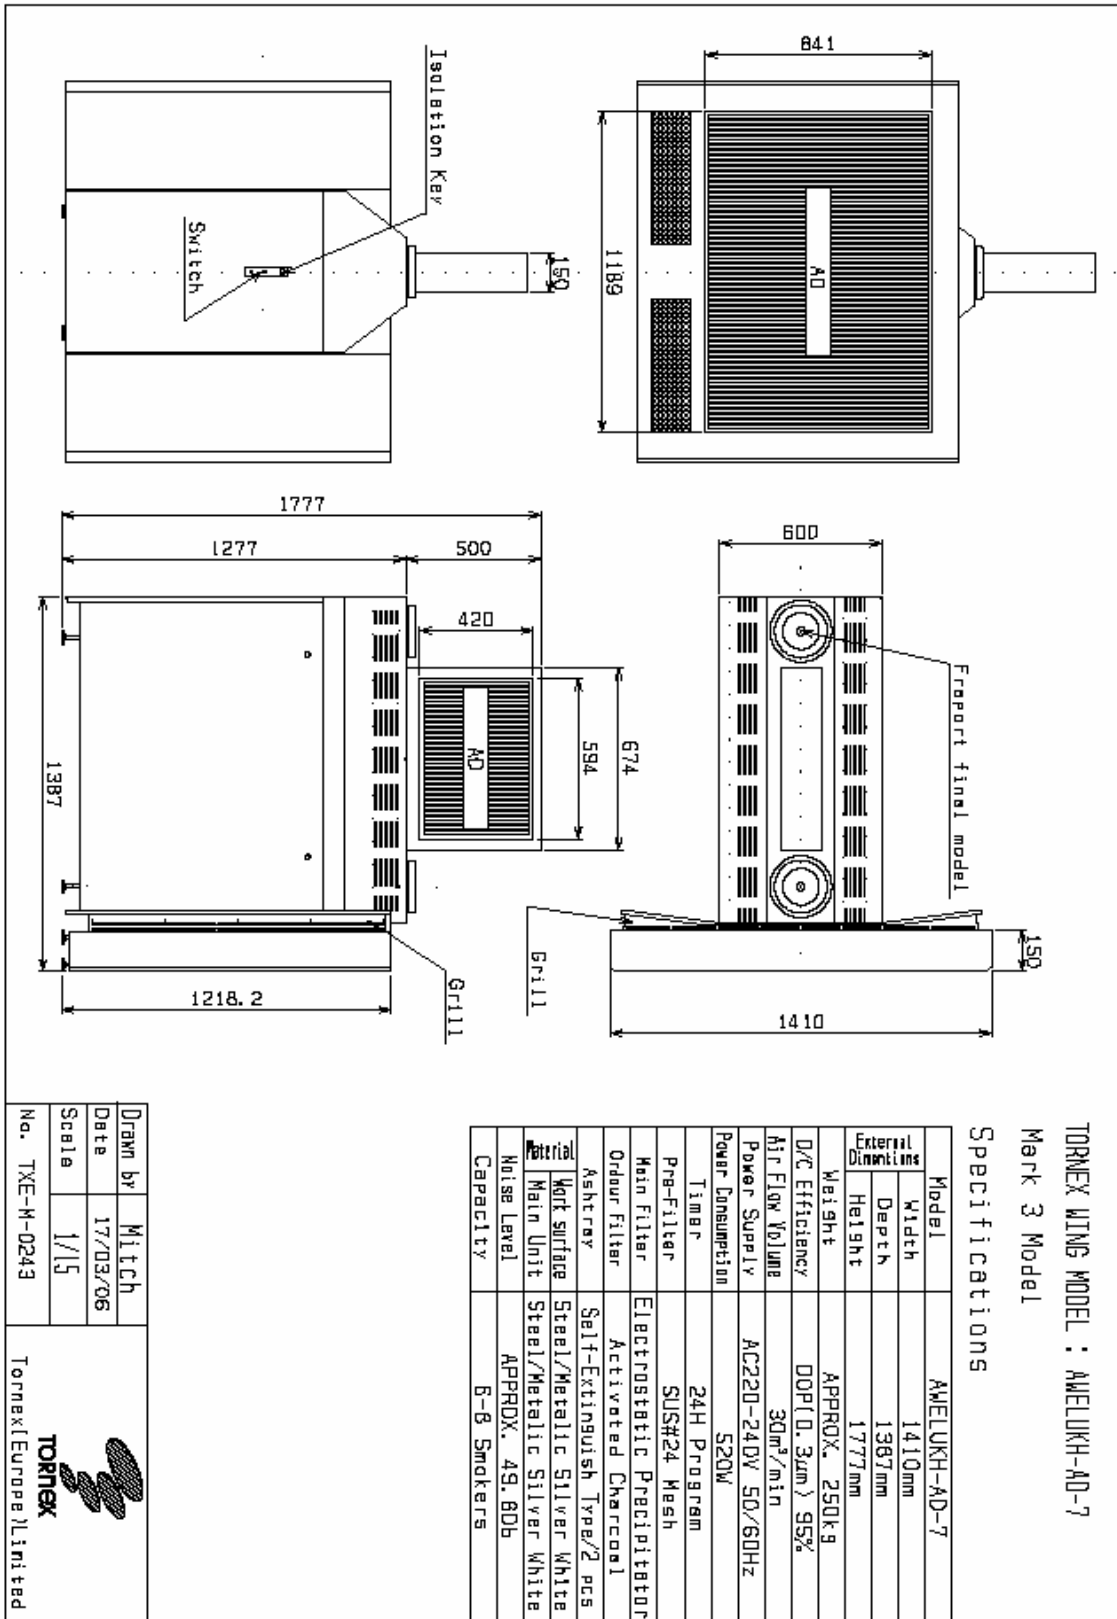 TORNEX WING MODEL : AWELUKH-AD-7
Mark 3 Model
Specifications
Model AWELUKH-AD-7
External Dimentions
Width 1410mm
Depth 1387mm
Height 1777mm
Weight APPROX. 250kg
D/C Efficiency DOP(0.3μm) 95%
Air Flow Volume 30m³/min
Power Supply AC220-240V 50/60Hz
Power Consumption 520W
Timer 24H Program
Pre-Filter SUS#24 Mesh
Main Filter Electrostatic Precipitator
Ordour Filter Activated Charcoal
Ashtray Self-Extinguish Type/2 pcs
Material
Work surface Steel/Metalic Silver White
Main Unit Steel/Metalic Silver White
Noise Level APPROX. 49.8Db
Capacity 6-8 Smokers
841
AD
1189
600
Fraport final model
150
1410
Grill
Isolation Key
Switch
150
1777
1277
500
420
AD
594
674
1387
1218.2
Grill
Drawn by Mitch
Date 17/03/06
Scale 1/15
No. TXE-M-0243
TORNEX
Tornex(Europe)Limited